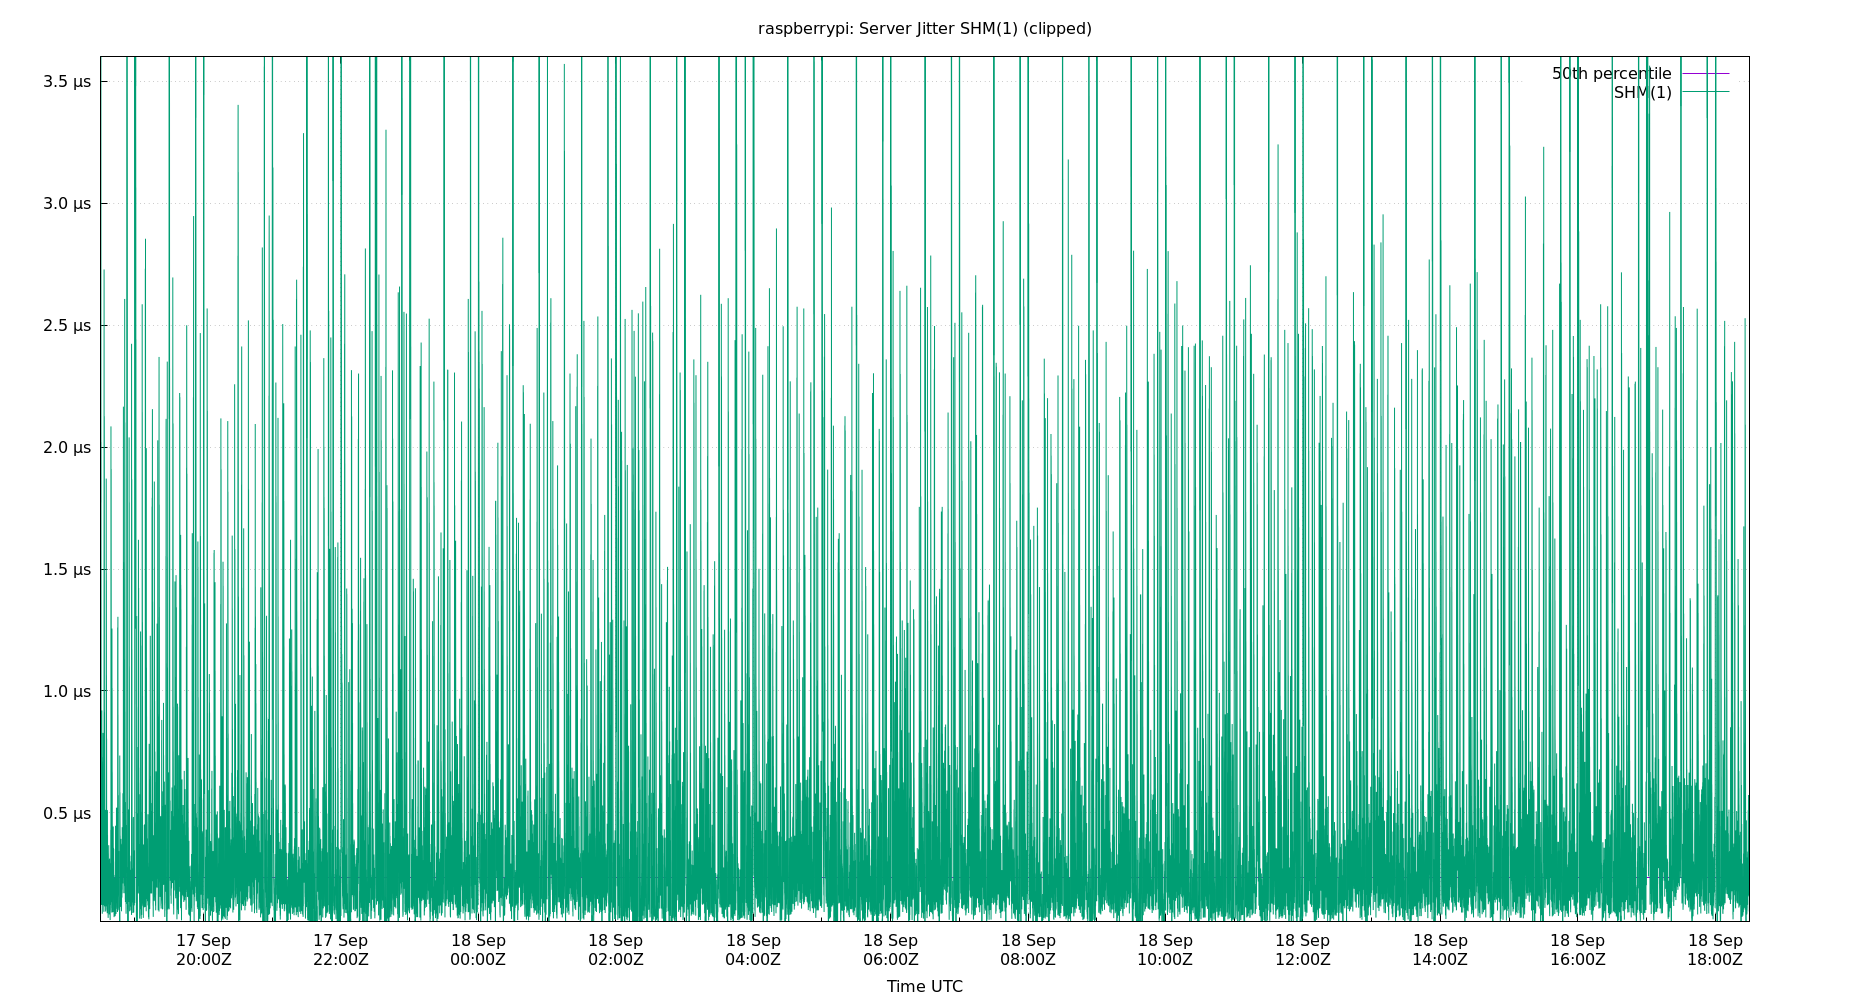 raspberrypi: Server Jitter SHM(1) (clipped)
50th percentile
SHM(1)
3.5 µs
3.0 µs
2.5 µs
2.0 µs
1.5 µs
1.0 µs
0.5 µs
17 Sep 17 Sep 18 Sep 18 Sep 18 Sep 18 Sep 18 Sep 18 Sep 18 Sep 18 Sep 18 Sep 18 Sep
20:00Z 22:00Z 00:00Z 02:00Z 04:00Z 06:00Z 08:00Z 10:00Z 12:00Z 14:00Z 16:00Z 18:00Z
Time UTC